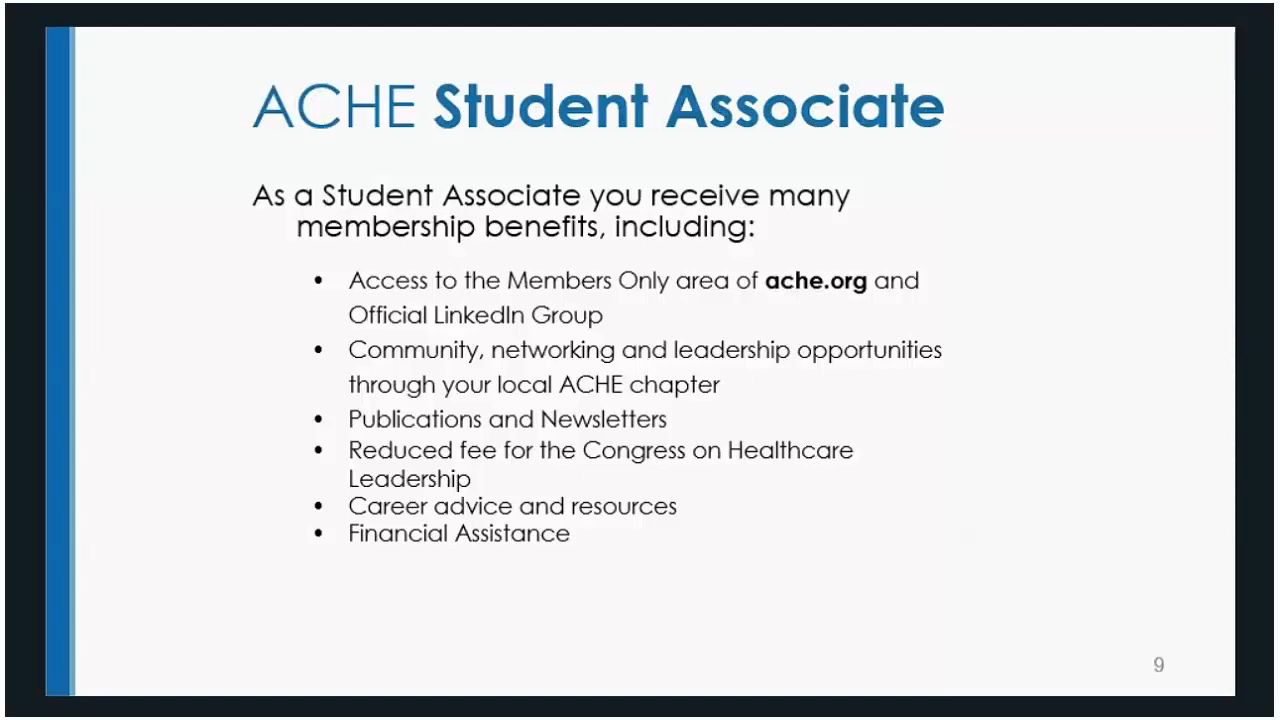 ACHE Student Associate
As a Student Associate you receive many
membership benefits, including:
• Access to the Members Only area of ache.org and
Official LinkedIn Group
• Community, networking and leadership opportunities
through your local ACHE chapter
• Publications and Newsletters
• Reduced fee for the Congress on Healthcare
Leadership
• Career advice and resources
• Financial Assistance
9